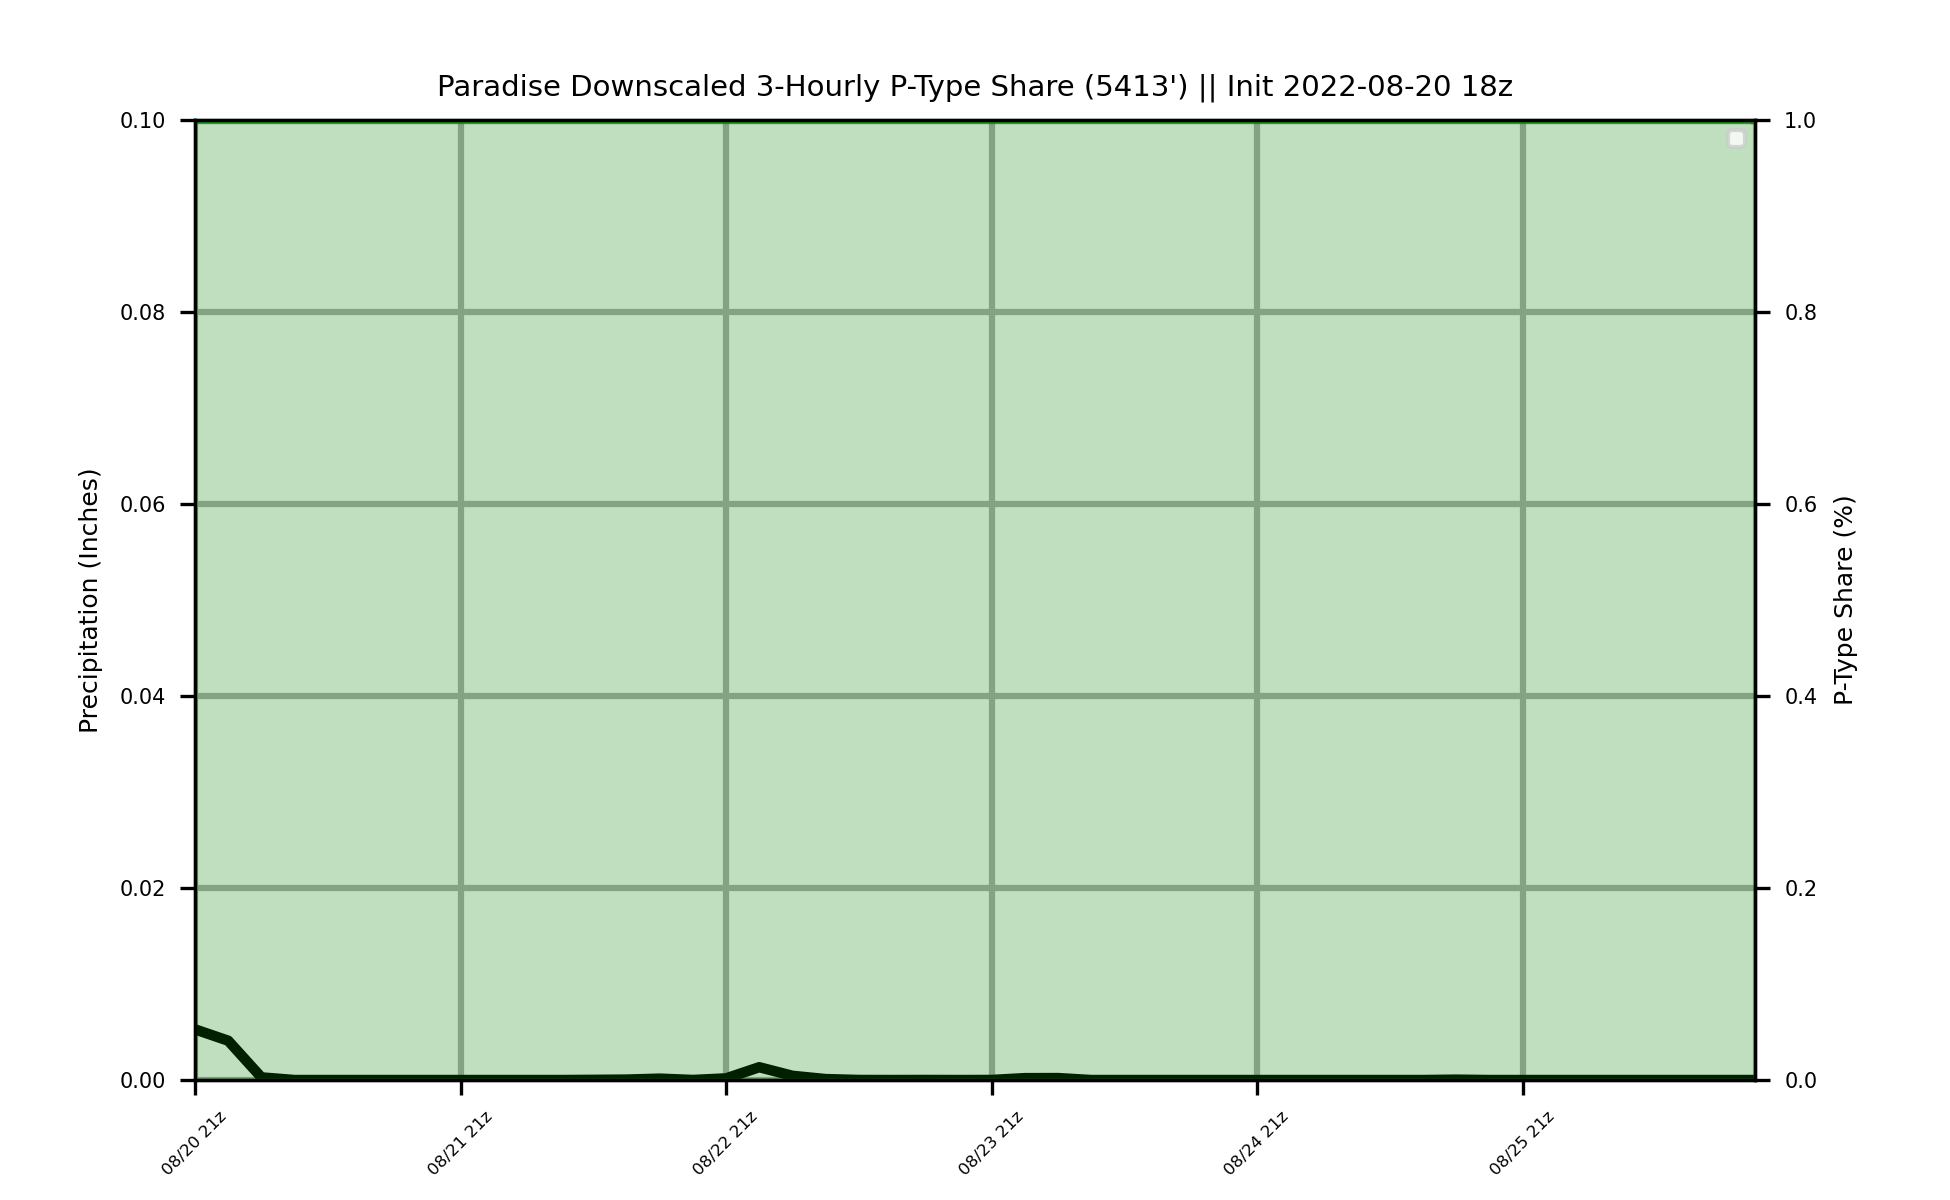 Paradise Downscaled 3-Hourly P-Type Share (5413') || Init 2022-08-20 18z
0.10
0.08
0.06
0.04
0.02
0.00
Precipitation (Inches)
1.0
0.8
0.6
0.4
0.2
0.0
P-Type Share (%)
08/20 21z
08/21 21z
08/22 21z
08/23 21z
08/24 21z
08/25 21z